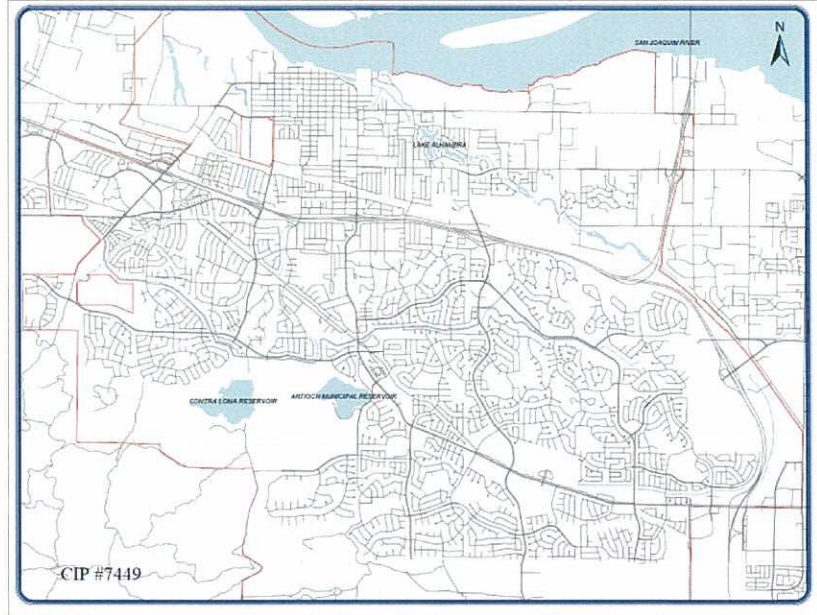 N
SAN JOAQUIN RIVER
LAKE ALHAMBRA
CONTRA LOMA RESERVOIR
ANTIOCH MUNICIPAL RESERVOIR
CIP #7449